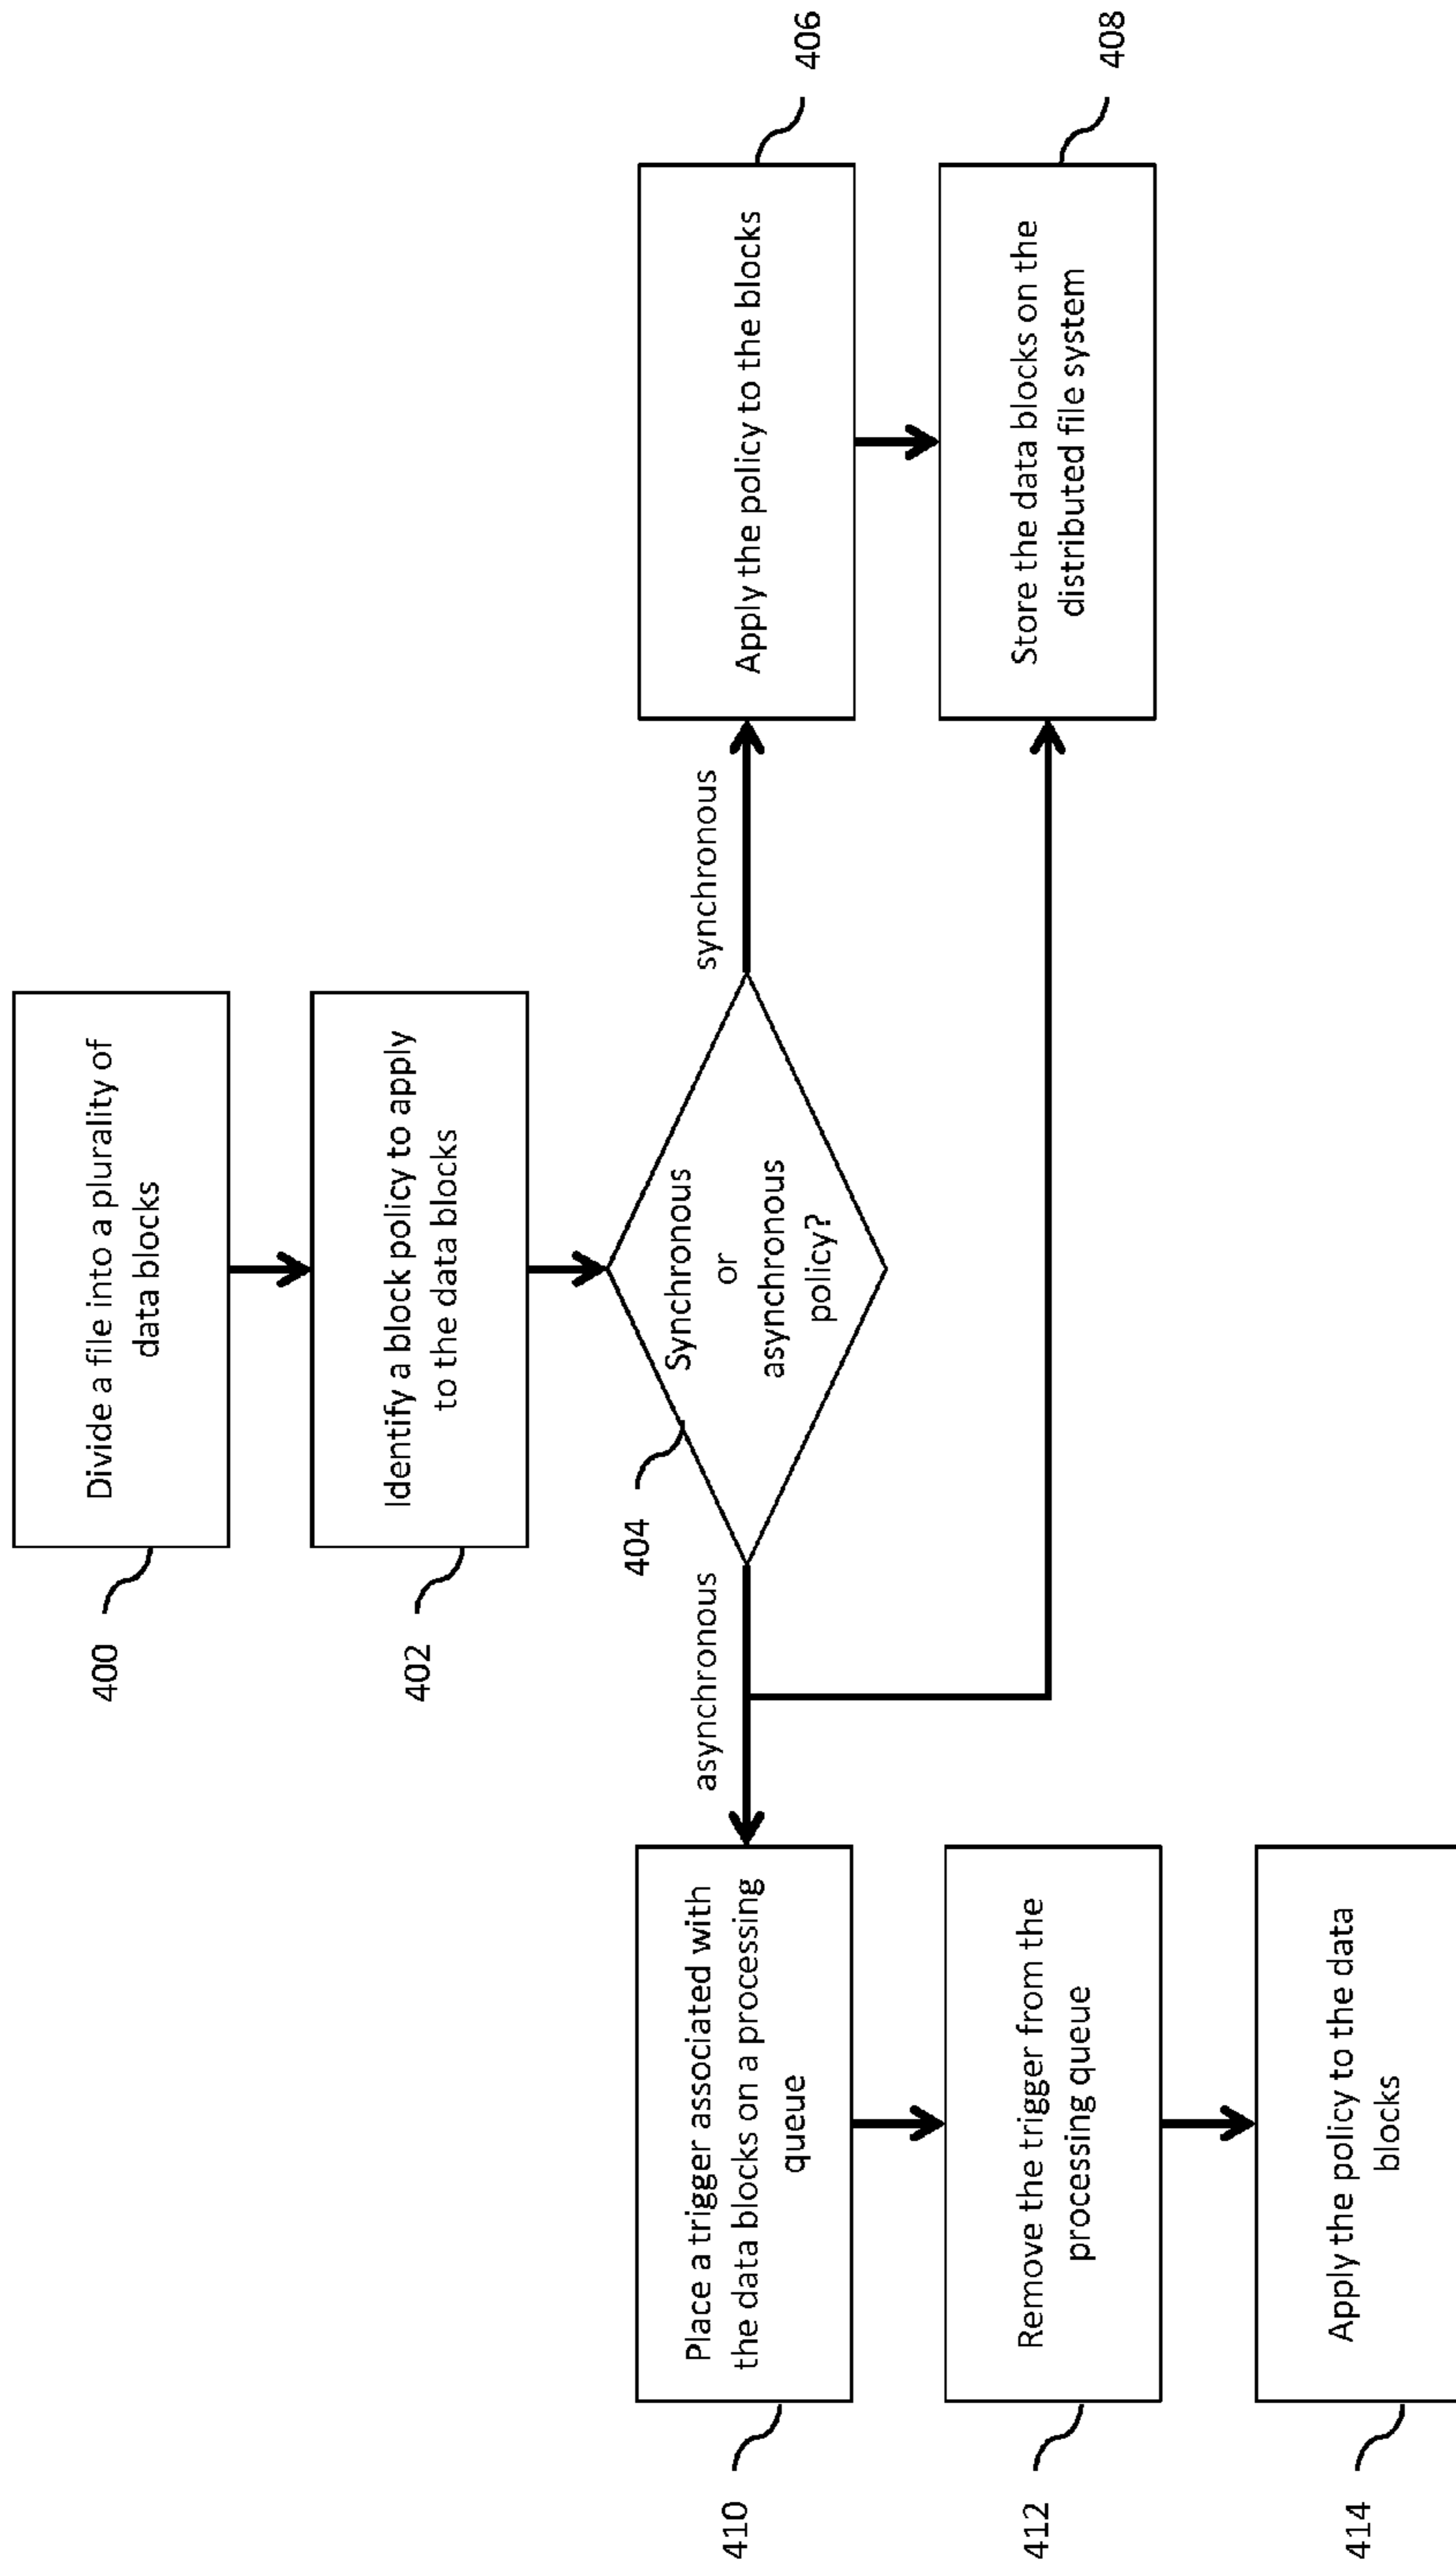 400
Divide a file into a plurality of
data blocks
402
Identify a block policy to apply
to the data blocks
404
Synchronous
or
asynchronous
policy?
asynchronous
synchronous
406
Apply the policy to the blocks
408
Store the data blocks on the
distributed file system
410
Place a trigger associated with
the data blocks on a processing
queue
412
Remove the trigger from the
processing queue
414
Apply the policy to the data
blocks